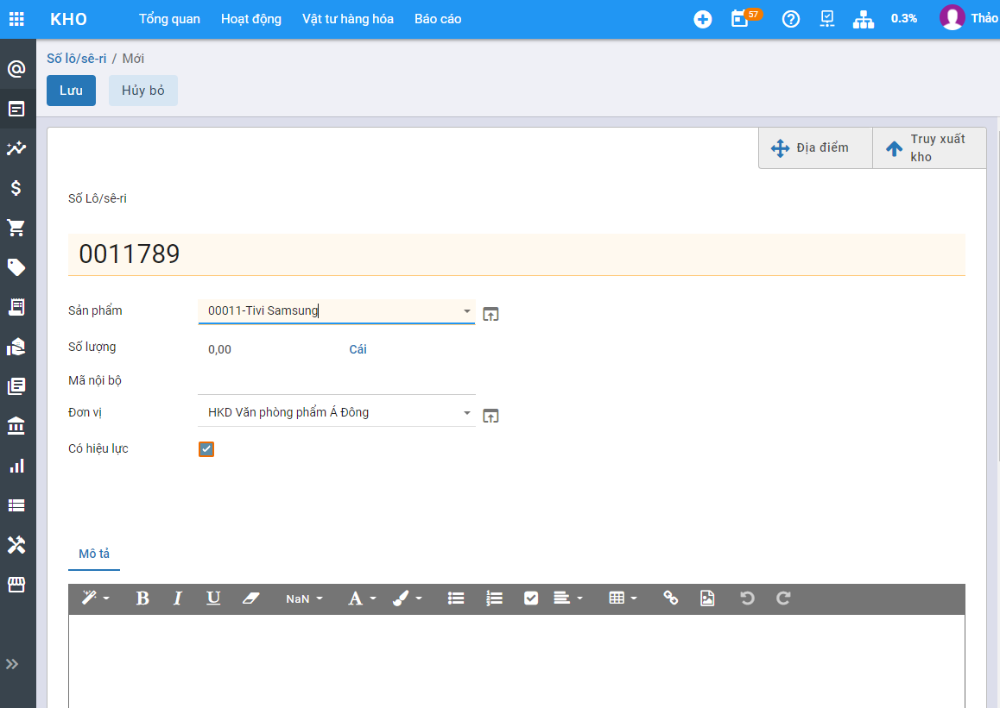 KHO Tổng quan Hoạt động Vật tư hàng hóa Báo cáo 57 0.3% Thảo
Số lô/sê-ri / Mới
Lưu Hủy bỏ
Địa điểm Truy xuất
kho
Số Lô/sê-ri
0011789
Sản phẩm 00011-Tivi Samsung
Số lượng 0,00 Cái
Mã nội bộ
Đơn vị HKD Văn phòng phẩm Á Đông
Có hiệu lực
Mô tả
B I U NaN A